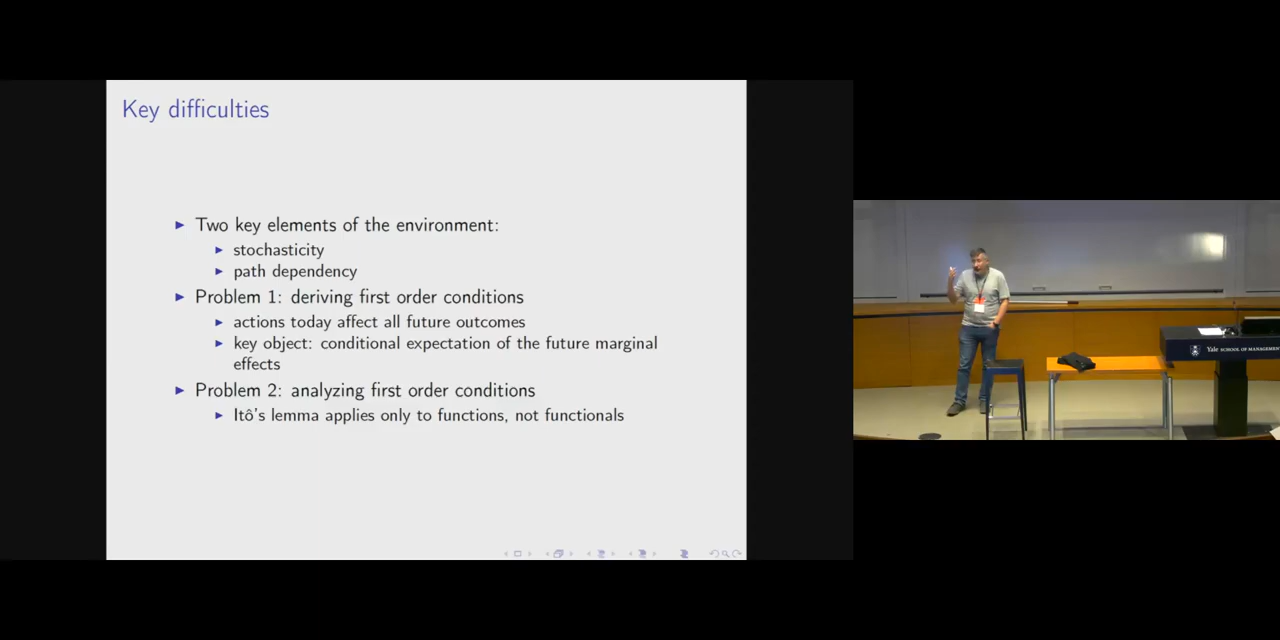 Key difficulties
Two key elements of the environment:
stochasticity
path dependency
Problem 1: deriving first order conditions
actions today affect all future outcomes
key object: conditional expectation of the future marginal
effects
Problem 2: analyzing first order conditions
Itô's lemma applies only to functions, not functionals
Yale SCHOOL OF MANAGEMENT